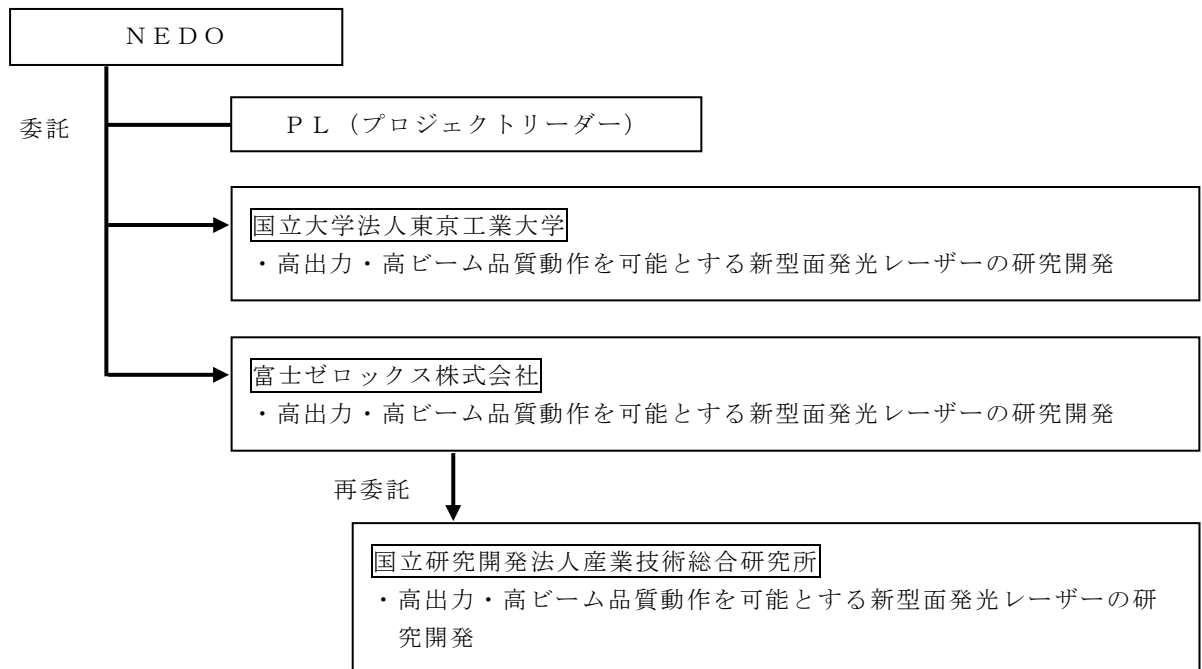 ＮＥＤＯ
委託
ＰＬ（プロジェクトリーダー）
国立大学法人東京工業大学
・高出力・高ビーム品質動作を可能とする新型面発光レーザーの研究開発
富士ゼロックス株式会社
・高出力・高ビーム品質動作を可能とする新型面発光レーザーの研究開発
再委託
国立研究開発法人産業技術総合研究所
・高出力・高ビーム品質動作を可能とする新型面発光レーザーの研
究開発